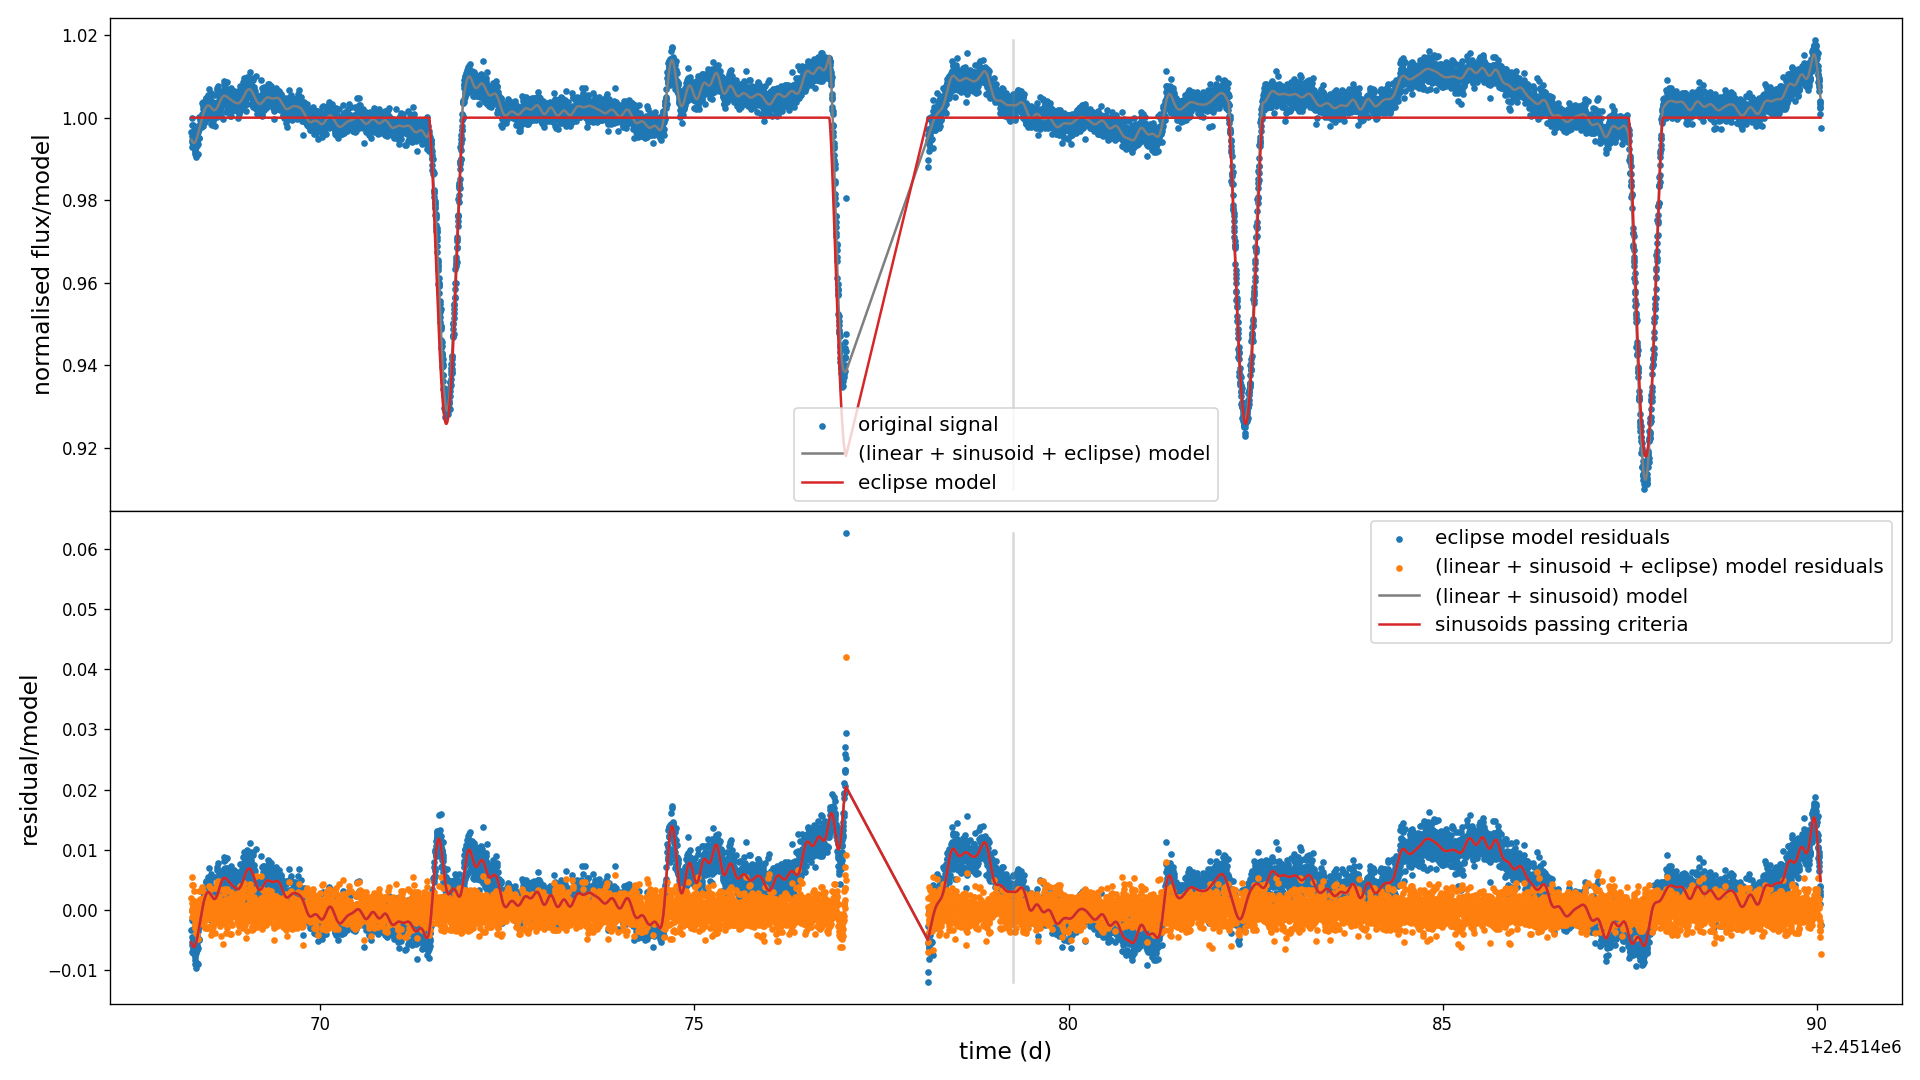 1.02
1.00
0.98
0.96
0.94
0.92
normalised flux/model
original signal
(linear + sinusoid + eclipse) model
eclipse model
0.06
0.05
0.04
0.03
0.02
0.01
0.00
−0.01
residual/model
eclipse model residuals
(linear + sinusoid + eclipse) model residuals
(linear + sinusoid) model
sinusoids passing criteria
70 75 80 85 90
time (d)
+2.4514e6